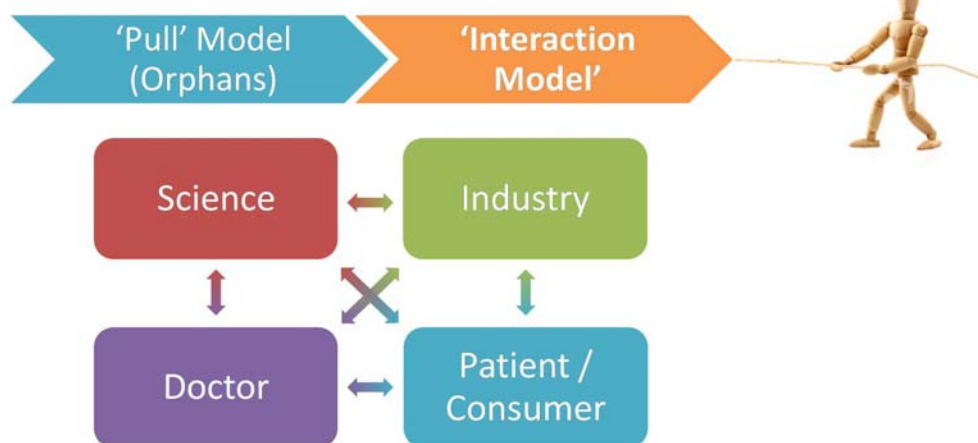 ‘Pull’ Model
(Orphans)
‘Interaction
Model’
Science
Industry
Doctor
Patient /
Consumer